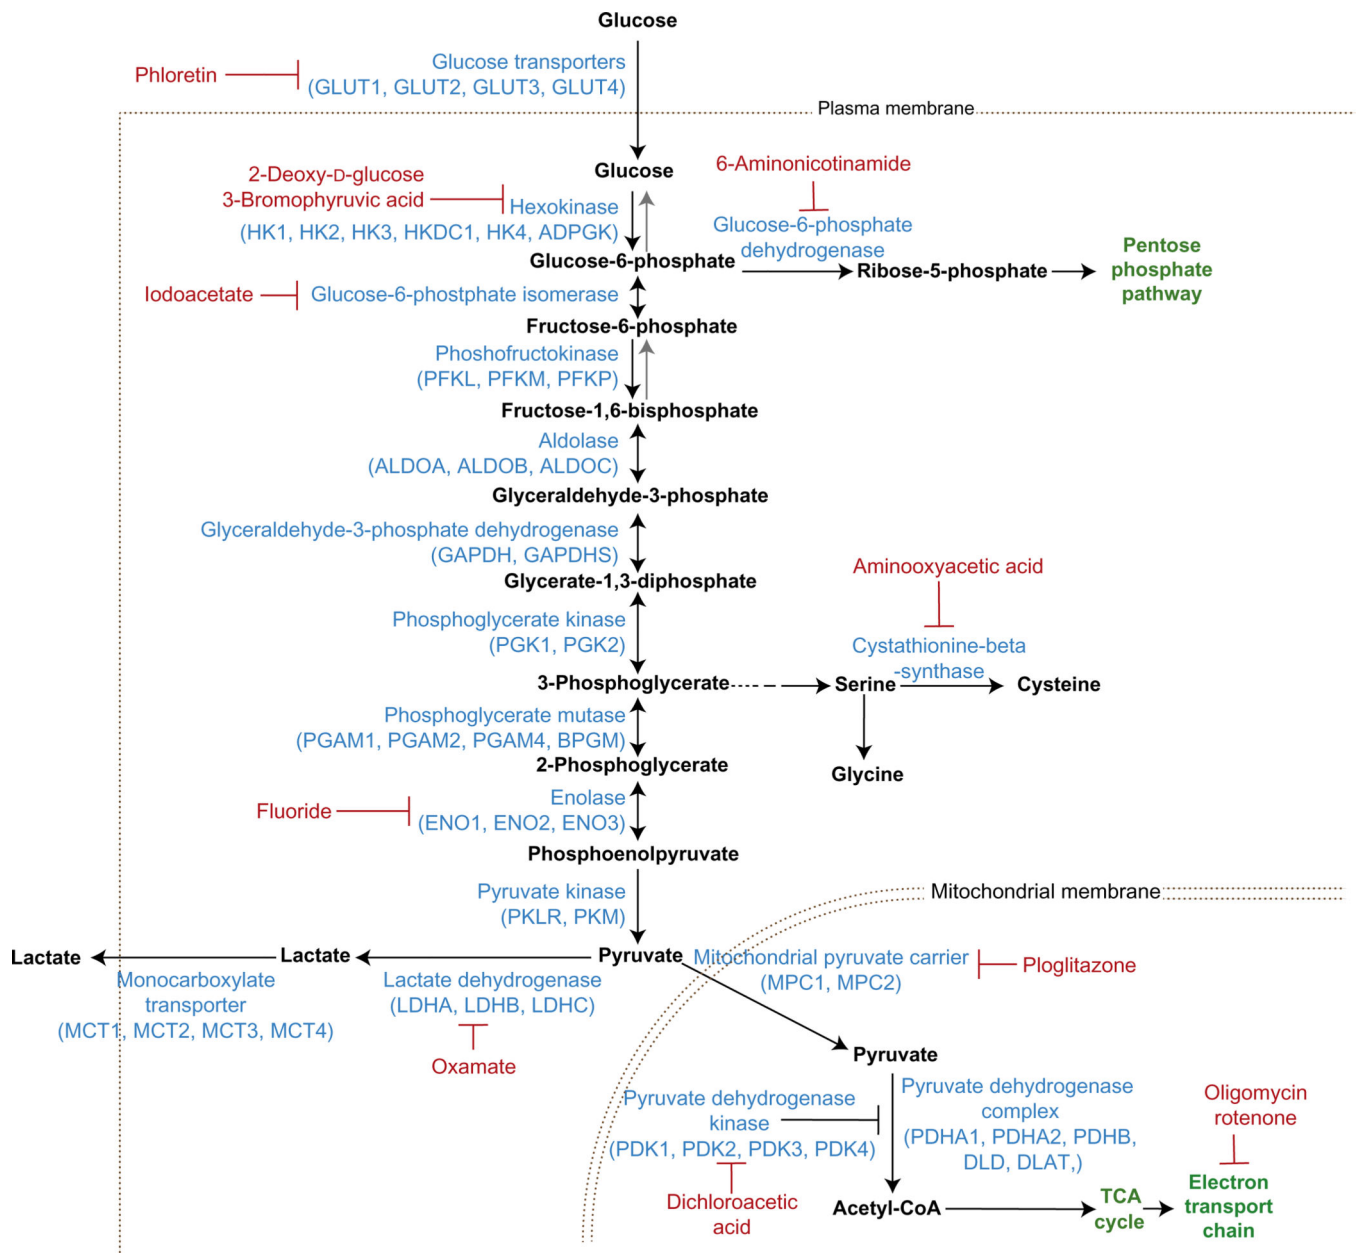 Glucose
Glucose transporters
(GLUT1, GLUT2, GLUT3, GLUT4)
Phloretin
Plasma membrane
Glucose
2-Deoxy-D-glucose
3-Bromophyruvic acid
Hexokinase
(HK1, HK2, HK3, HKDC1, HK4, ADPGK)
6-Aminonicotinamide
Glucose-6-phosphate
dehydrogenase
Glucose-6-phosphate
Ribose-5-phosphate
Pentose
phosphate
pathway
Iodoacetate
Glucose-6-phostphate isomerase
Fructose-6-phosphate
Phoshofructokinase
(PFKL, PFKM, PFKP)
Fructose-1,6-bisphosphate
Aldolase
(ALDOA, ALDOB, ALDOC)
Glyceraldehyde-3-phosphate
Glyceraldehyde-3-phosphate dehydrogenase
(GAPDH, GAPDHS)
Glycerate-1,3-diphosphate
Phosphoglycerate kinase
(PGK1, PGK2)
Aminooxyacetic acid
Cystathionine-beta
-synthase
3-Phosphoglycerate
Serine
Cysteine
Glycine
Phosphoglycerate mutase
(PGAM1, PGAM2, PGAM4, BPGM)
2-Phosphoglycerate
Fluoride
Enolase
(ENO1, ENO2, ENO3)
Phosphoenolpyruvate
Pyruvate kinase
(PKLR, PKM)
Mitochondrial membrane
Lactate
Lactate
Pyruvate
Monocarboxylate
transporter
(MCT1, MCT2, MCT3, MCT4)
Lactate dehydrogenase
(LDHA, LDHB, LDHC)
Oxamate
Mitochondrial pyruvate carrier
(MPC1, MPC2)
Ploglitazone
Pyruvate
Pyruvate dehydrogenase
kinase
(PDK1, PDK2, PDK3, PDK4)
Dichloroacetic
acid
Pyruvate dehydrogenase
complex
(PDHA1, PDHA2, PDHB,
DLD, DLAT,)
Oligomycin
rotenone
Acetyl-CoA
TCA
cycle
Electron
transport
chain